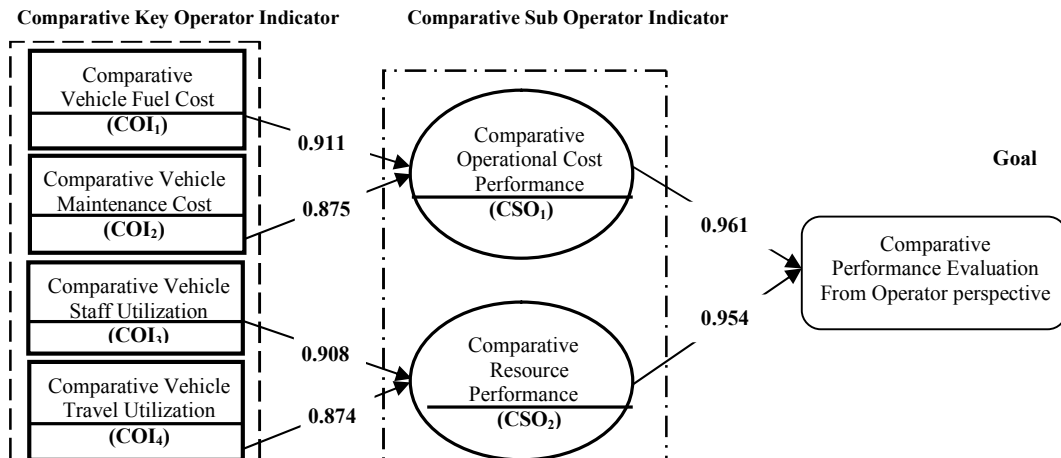 Comparative Key Operator Indicator
Comparative Sub Operator Indicator
Comparative
Vehicle Fuel Cost
(COI₁)
Comparative Vehicle
Maintenance Cost
(COI₂)
Comparative Vehicle
Staff Utilization
(COI₃)
Comparative Vehicle
Travel Utilization
(COI₄)
0.911
0.875
0.908
0.874
Comparative
Operational Cost
Performance
(CSO₁)
Comparative
Resource
Performance
(CSO₂)
0.961
0.954
Goal
Comparative
Performance Evaluation
From Operator perspective